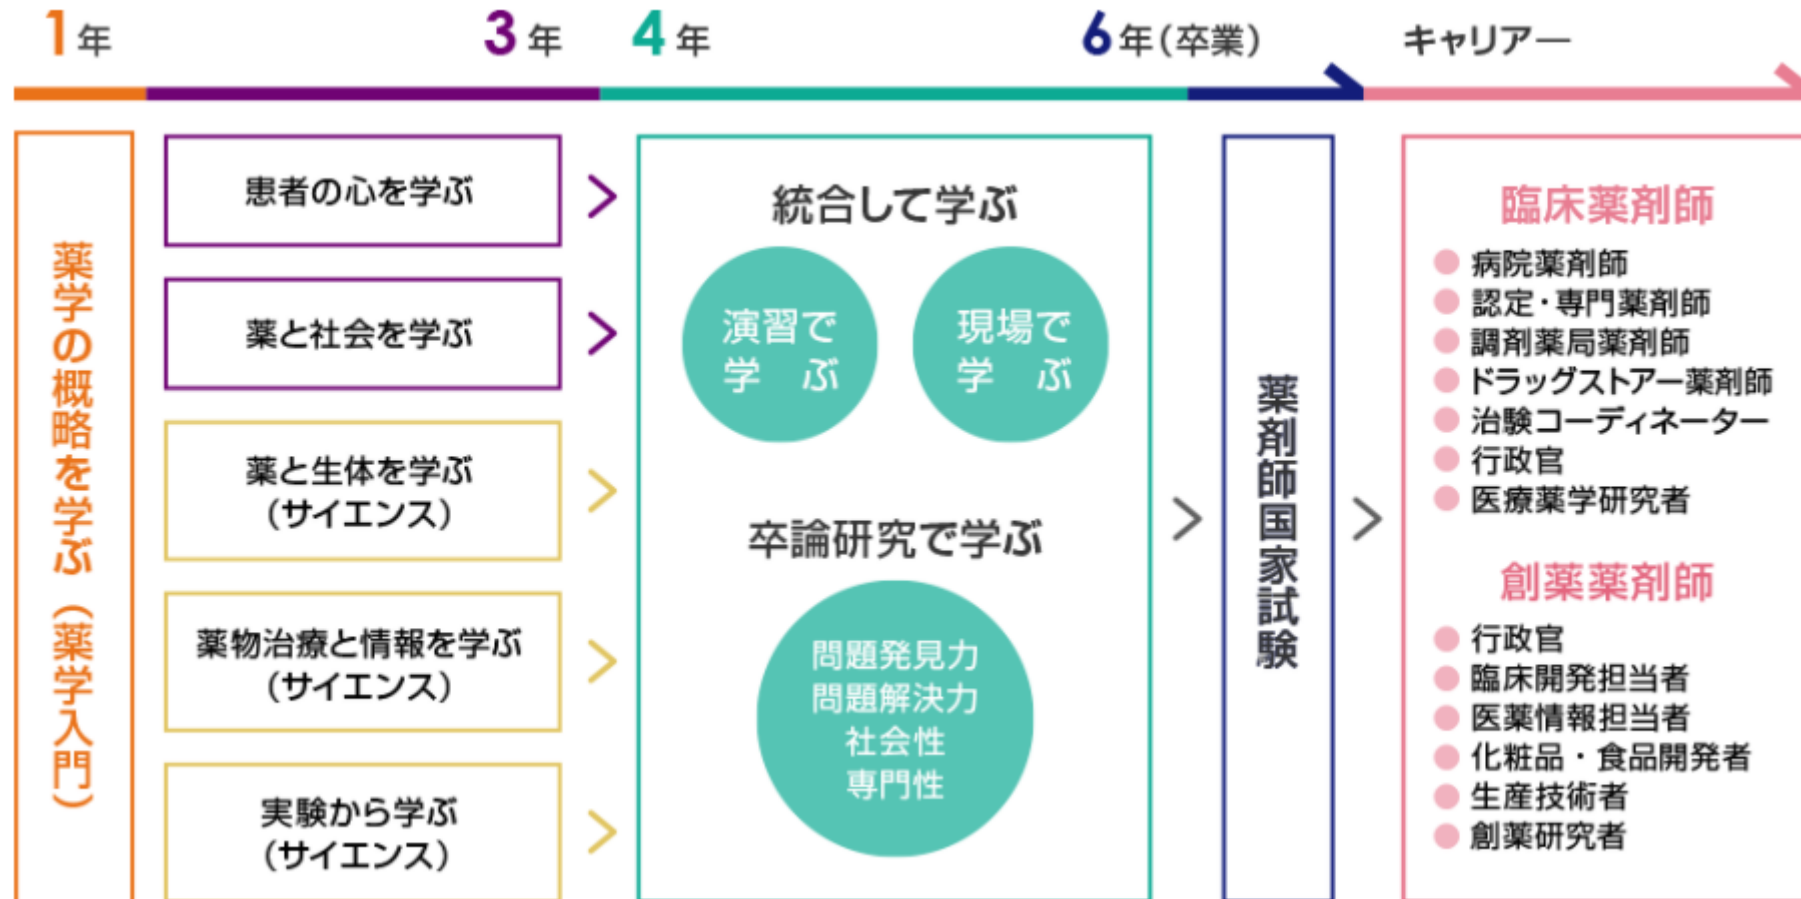 1年
3年
4年
6年(卒業)
キャリアー
薬学の概略を学ぶ(薬学入門)
患者の心を学ぶ
薬と社会を学ぶ
薬と生体を学ぶ
(サイエンス)
薬物治療と情報を学ぶ
(サイエンス)
実験から学ぶ
(サイエンス)
統合して学ぶ
演習で
学 ぶ
現場で
学 ぶ
卒論研究で学ぶ
問題発見力
問題解決力
社会性
専門性
薬剤師国家試験
臨床薬剤師
病院薬剤師
認定・専門薬剤師
調剤薬局薬剤師
ドラッグストアー薬剤師
治験コーディネーター
行政官
医療薬学研究者
創薬薬剤師
行政官
臨床開発担当者
医薬情報担当者
化粧品・食品開発者
生産技術者
創薬研究者